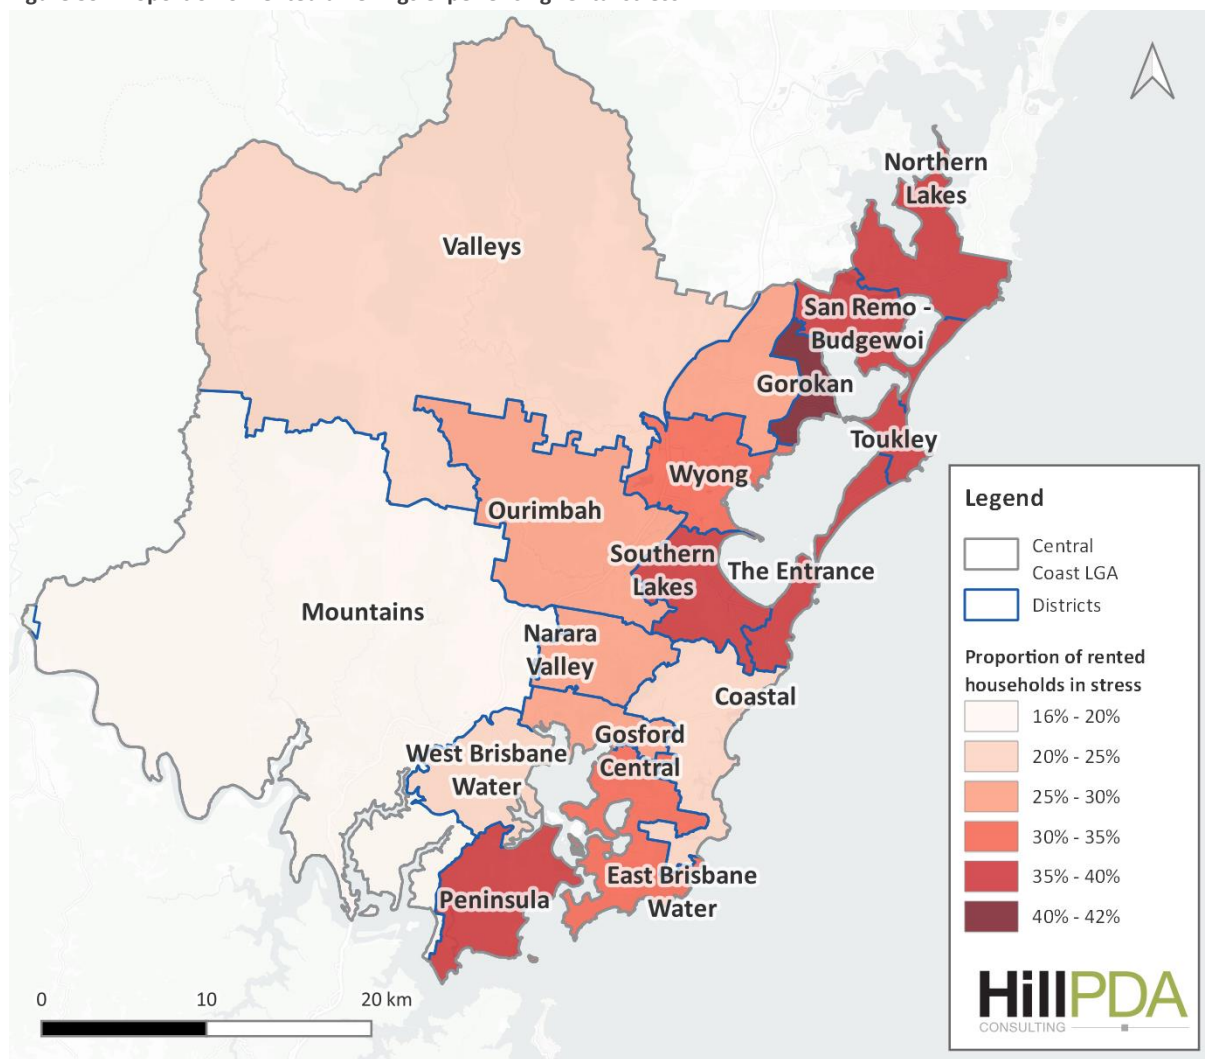 Northern
Lakes
Valleys
San Remo -
Budgewoi
Gorokan
Toukley
Wyong
Ourimbah
Southern
Lakes
The Entrance
Mountains
Narara
Valley
Coastal
Gosford
Central
West Brisbane
Water
East Brisbane
Water
Peninsula
0 10 20 km
Legend
Central
Coast LGA
Districts
Proportion of rented
households in stress
16% - 20%
20% - 25%
25% - 30%
30% - 35%
35% - 40%
40% - 42%
HillPDA
CONSULTING